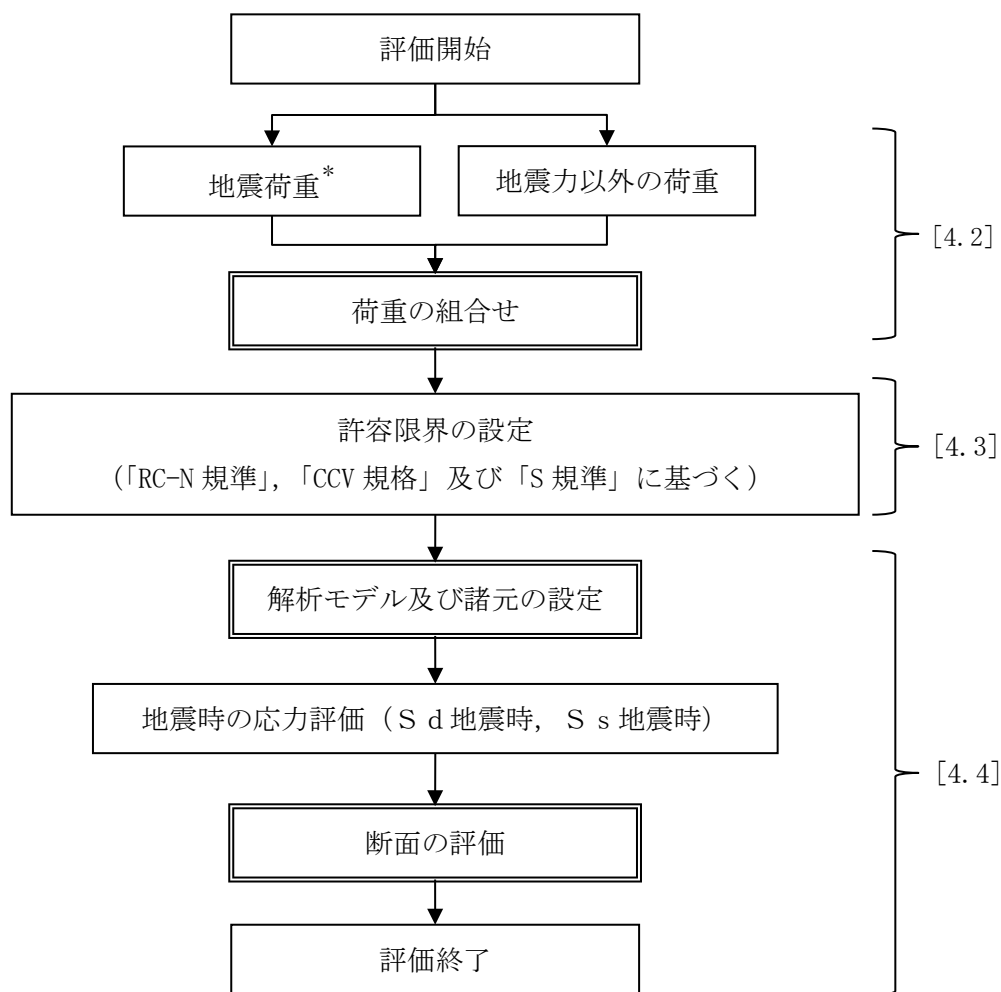 評価開始
地震荷重*
地震力以外の荷重
[4.2]
荷重の組合せ
許容限界の設定
(「RC-N 規準」,「CCV 規格」及び「S 規準」に基づく)
[4.3]
解析モデル及び諸元の設定
地震時の応力評価(Ｓｄ地震時,Ｓｓ地震時)
[4.4]
断面の評価
評価終了